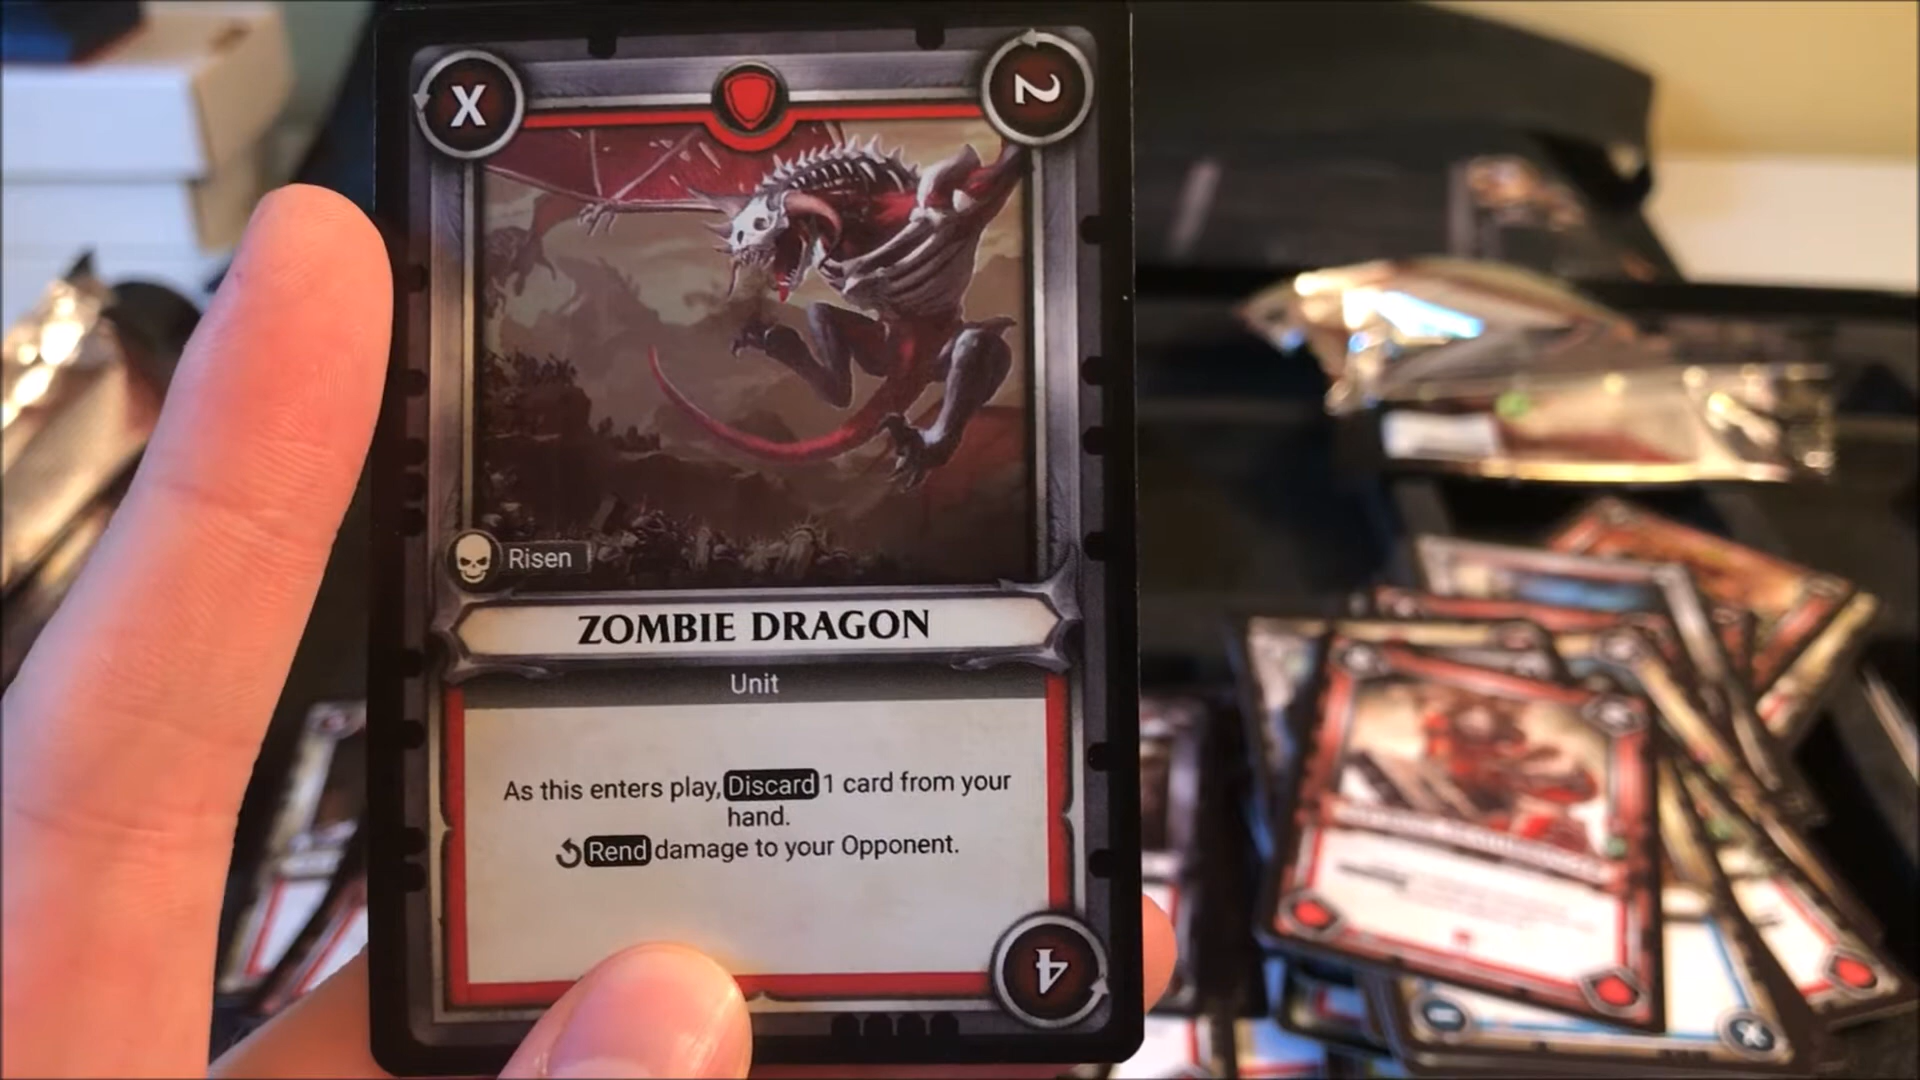 X
2
Risen
ZOMBIE DRAGON
Unit
As this enters play, Discard 1 card from your
hand.
Rend damage to your Opponent.
4